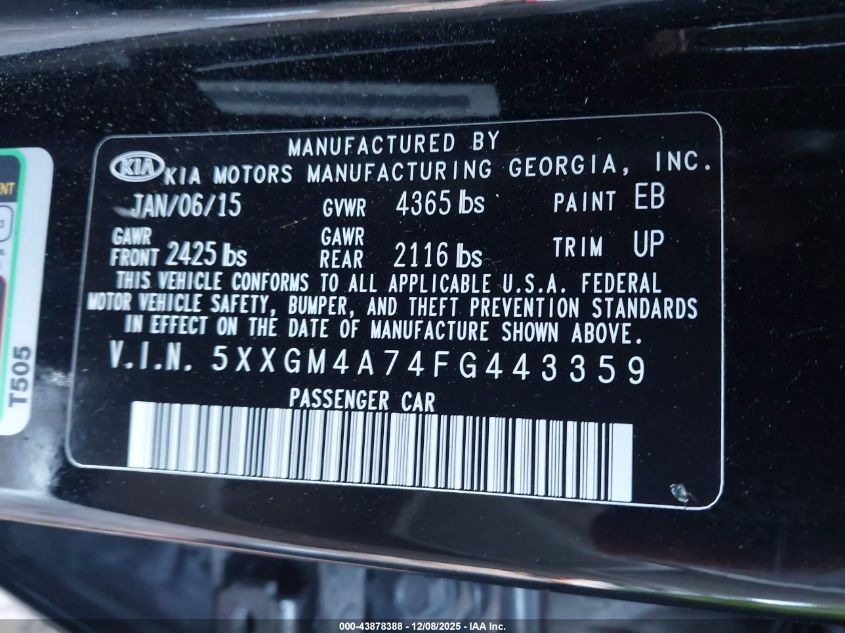 MANUFACTURED BY
KIA KIA MOTORS MANUFACTURING GEORGIA, INC.
JAN/06/15 GVWR 4365 lbs PAINT EB
GAWR FRONT 2425 lbs GAWR REAR 2116 lbs TRIM UP
THIS VEHICLE CONFORMS TO ALL APPLICABLE U.S.A. FEDERAL
MOTOR VEHICLE SAFETY, BUMPER, AND THEFT PREVENTION STANDARDS
IN EFFECT ON THE DATE OF MANUFACTURE SHOWN ABOVE.
V.I.N. 5XXGM4A74FG443359
PASSENGER CAR
T505
000-43878388 - 12/08/2025 - IAA Inc.